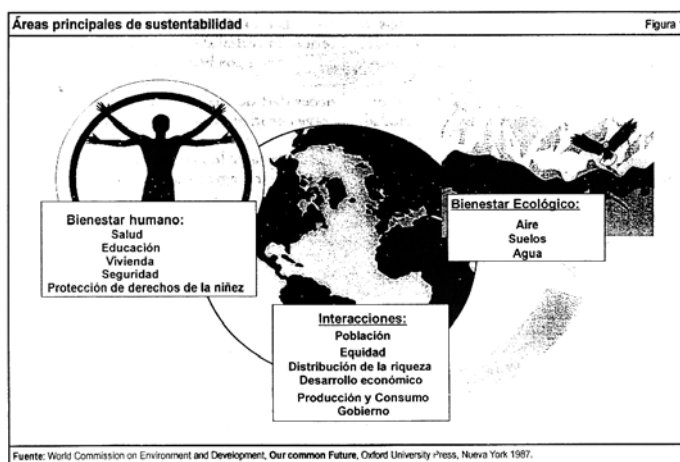 Áreas principales de sustentabilidad
Figura
Bienestar humano:
Salud
Educación
Vivienda
Seguridad
Protección de derechos de la niñez
Bienestar Ecológico:
Aire
Suelos
Agua
Interacciones:
Población
Equidad
Distribución de la riqueza
Desarrollo económico
Producción y Consumo
Gobierno
Fuente: World Commission on Environment and Development, Our common Future, Oxford University Press, Nueva York 1987.